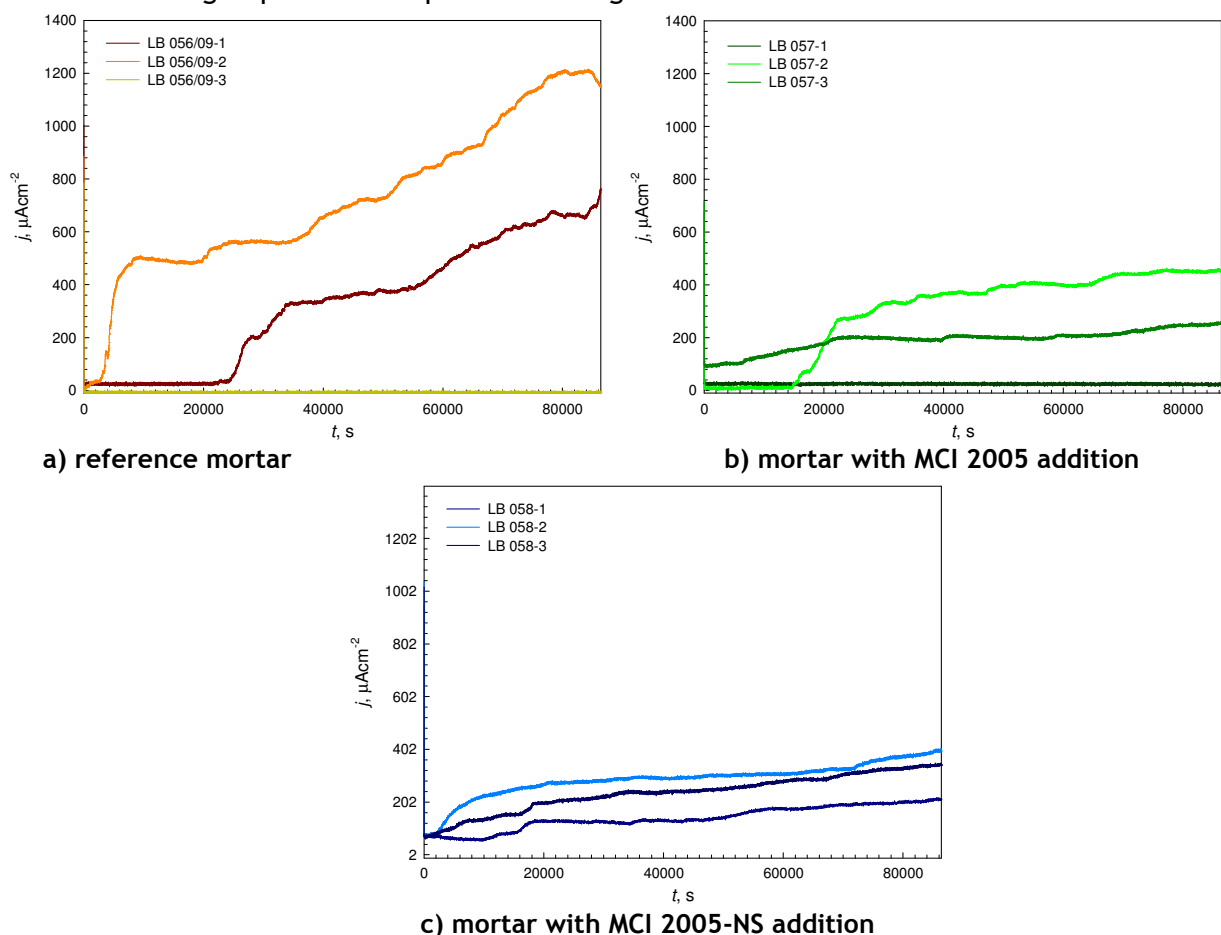 1400
1200
1000
800
600
400
200
0
j, µAcm-2
LB 056/09-1
LB 056/09-2
LB 056/09-3
0 20000 40000 60000 80000
t, s
a) reference mortar
1400
1200
1000
800
600
400
200
0
j, µAcm-2
LB 057-1
LB 057-2
LB 057-3
0 20000 40000 60000 80000
t, s
b) mortar with MCI 2005 addition
1202
1002
802
602
402
202
2
j, µAcm-2
LB 058-1
LB 058-2
LB 058-3
0 20000 40000 60000 80000
t, s
c) mortar with MCI 2005-NS addition